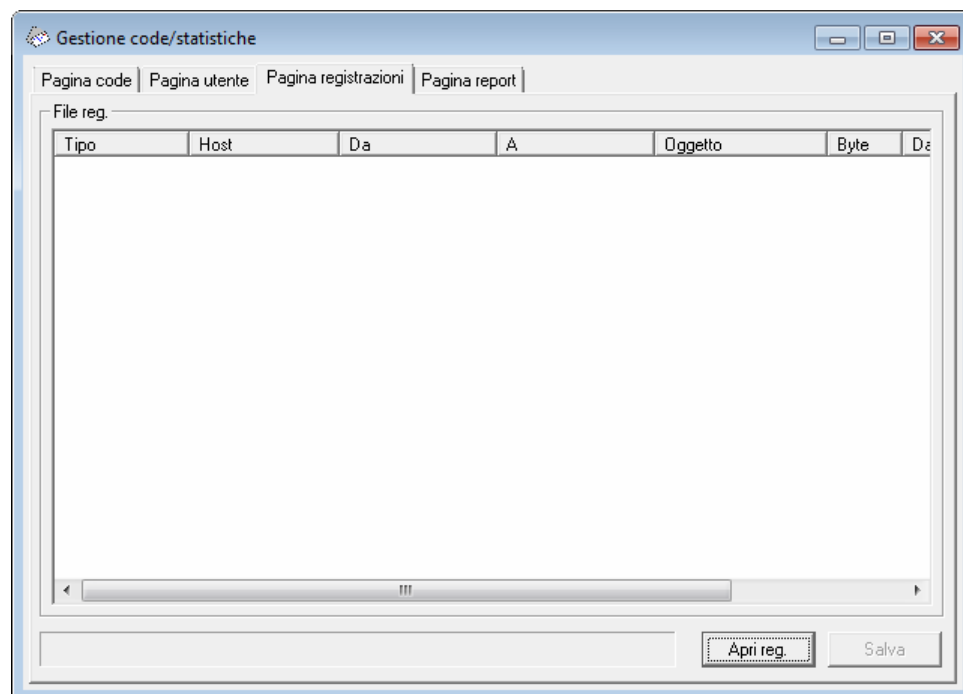 Gestione code/statistiche
Pagina code Pagina utente Pagina registrazioni Pagina report
File reg.
Tipo Host Da A Oggetto Byte Da
Apri reg. Salva